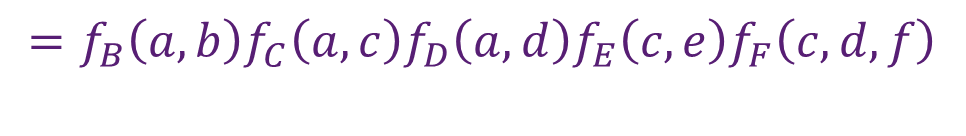 = f_B(a, b)f_C(a, c)f_D(a, d)f_E(c, e)f_F(c, d, f)